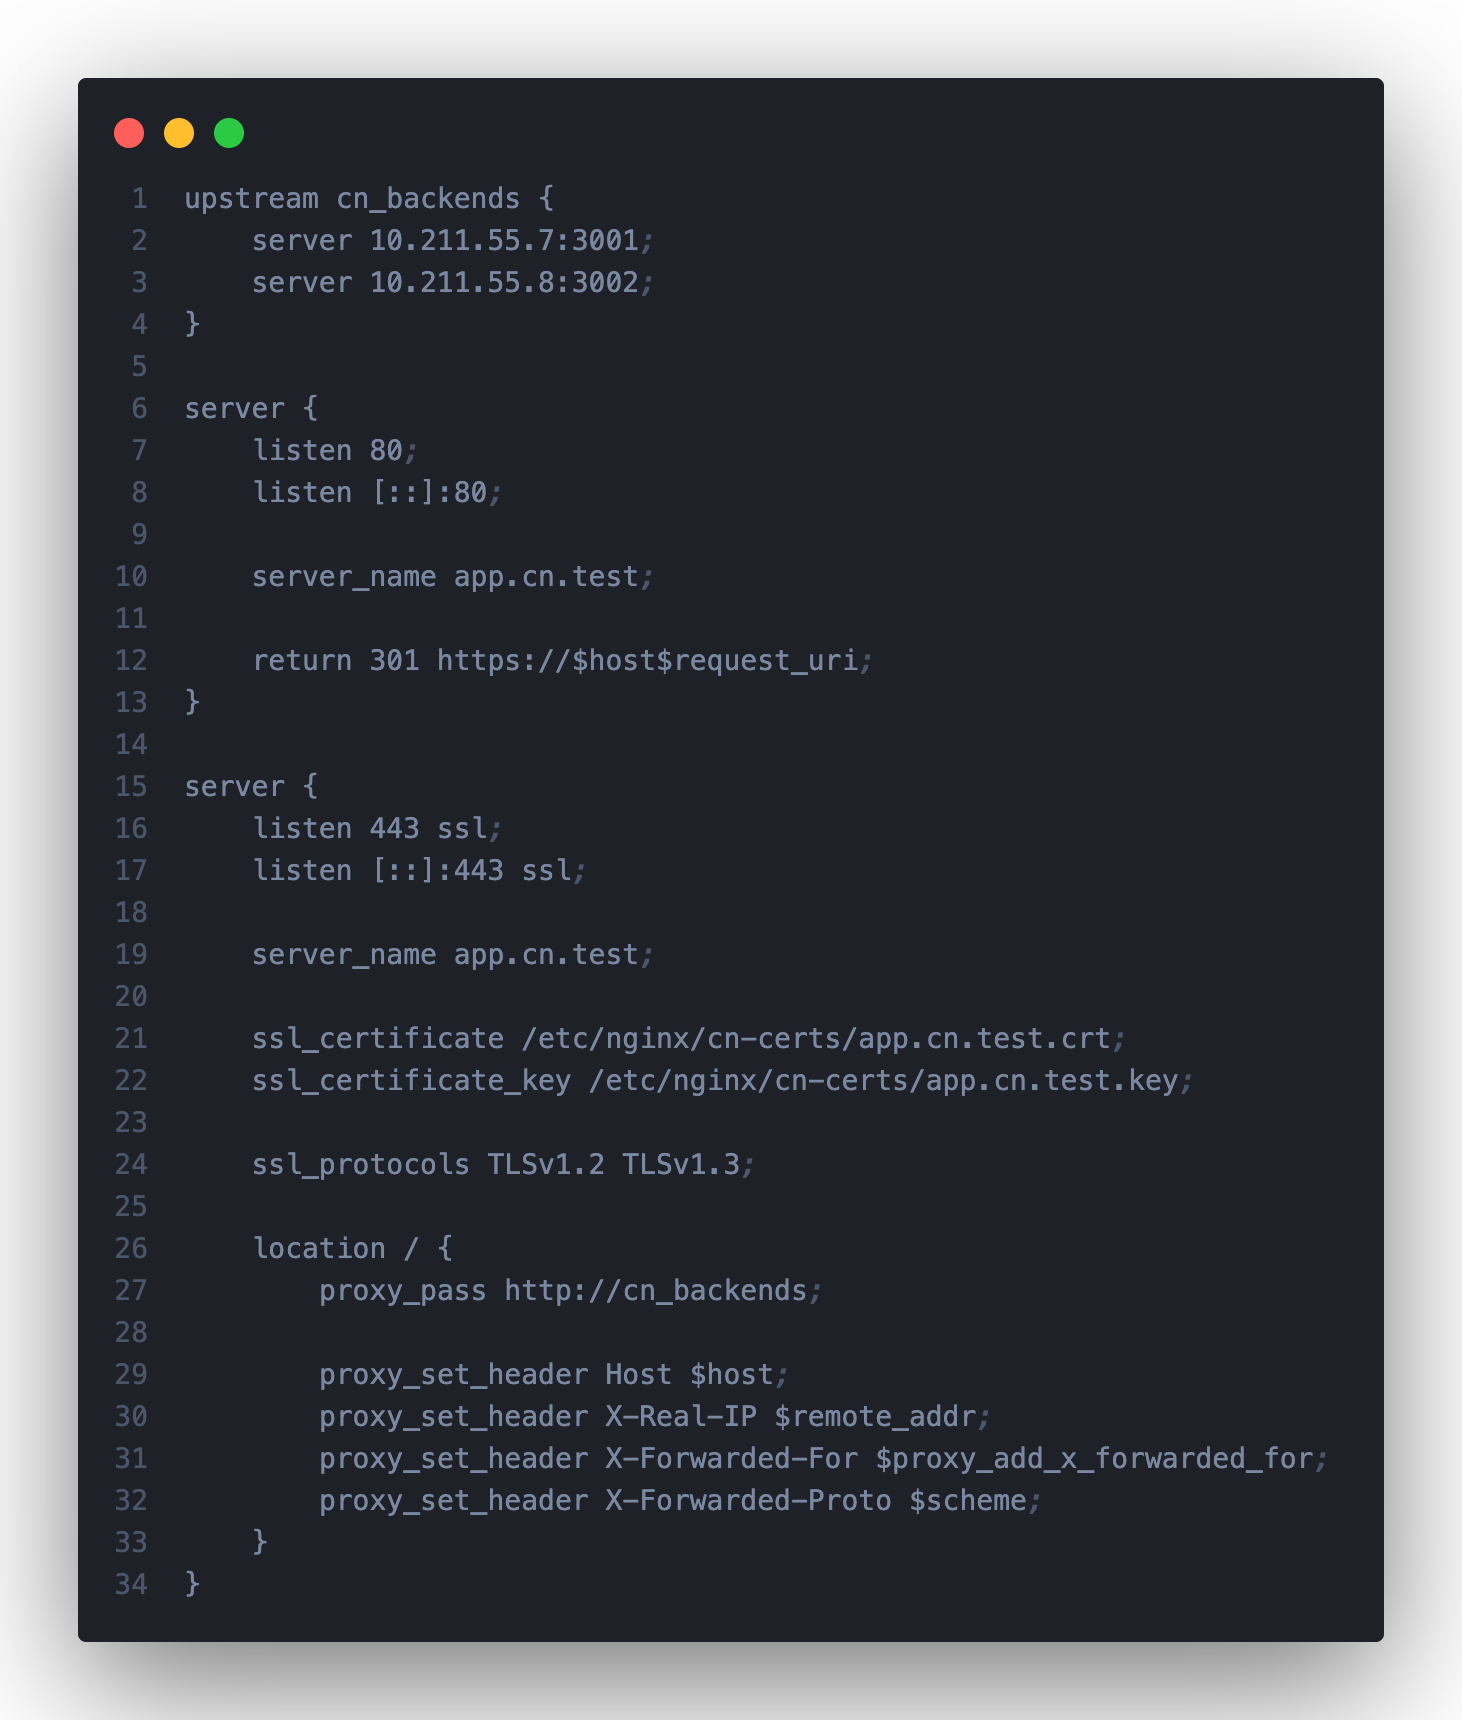 1 upstream cn_backends {
2     server 10.211.55.7:3001;
3     server 10.211.55.8:3002;
4 }
5
6 server {
7     listen 80;
8     listen [::]:80;
9
10     server_name app.cn.test;
11
12     return 301 https://$host$request_uri;
13 }
14
15 server {
16     listen 443 ssl;
17     listen [::]:443 ssl;
18
19     server_name app.cn.test;
20
21     ssl_certificate /etc/nginx/cn-certs/app.cn.test.crt;
22     ssl_certificate_key /etc/nginx/cn-certs/app.cn.test.key;
23
24     ssl_protocols TLSv1.2 TLSv1.3;
25
26     location / {
27         proxy_pass http://cn_backends;
28
29         proxy_set_header Host $host;
30         proxy_set_header X-Real-IP $remote_addr;
31         proxy_set_header X-Forwarded-For $proxy_add_x_forwarded_for;
32         proxy_set_header X-Forwarded-Proto $scheme;
33     }
34 }